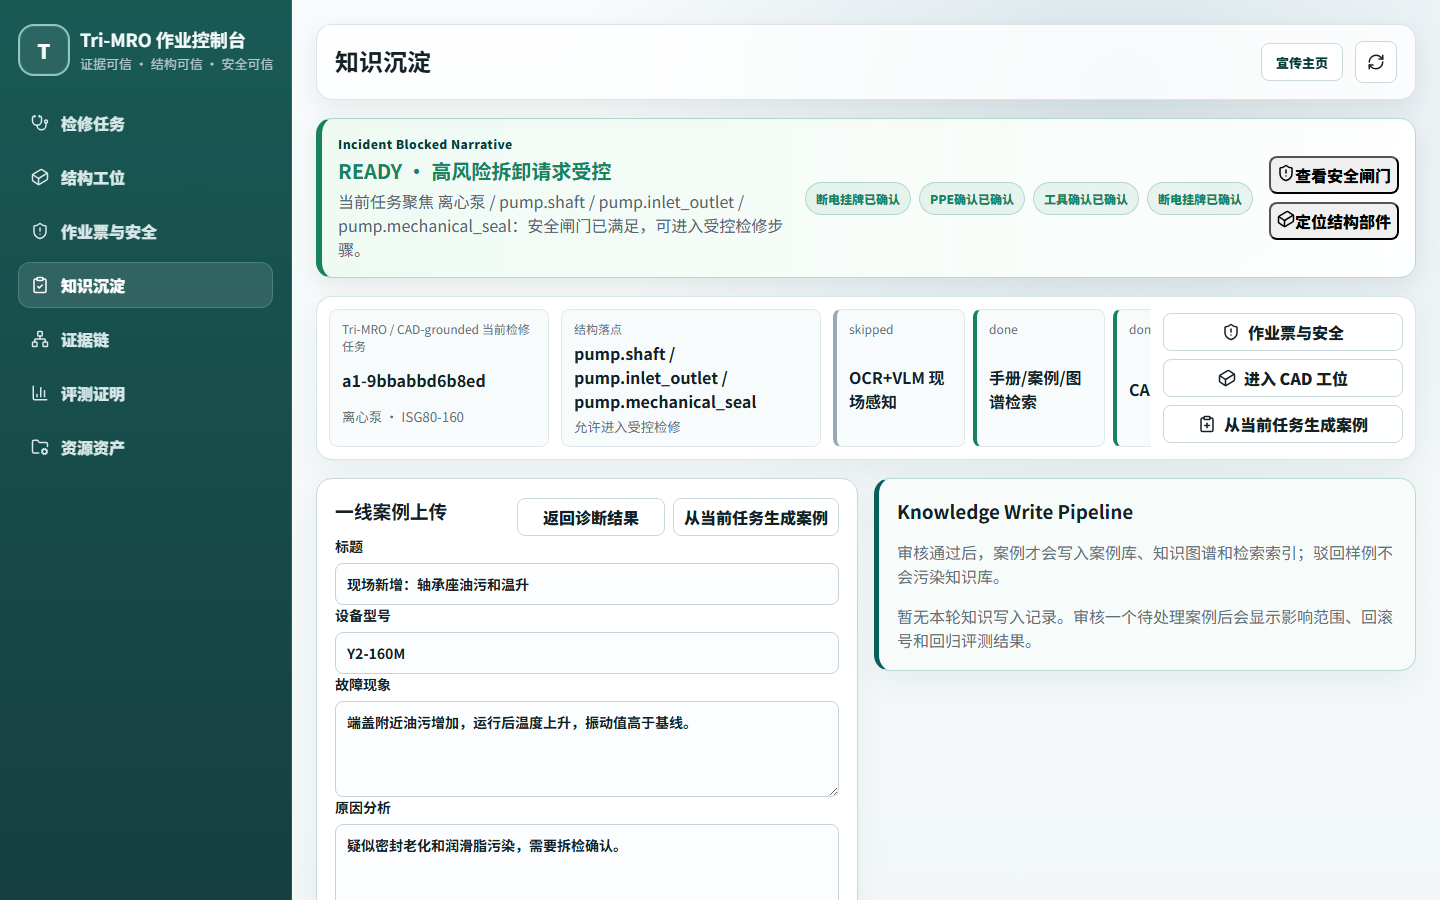 T
Tri-MRO 作业控制台
证据可信 • 结构可信 • 安全可信
检修任务
结构工位
作业票与安全
知识沉淀
证据链
评测证明
资源资产
知识沉淀
宣传主页
Incident Blocked Narrative
READY • 高风险拆卸请求受控
当前任务聚焦 离心泵 / pump.shaft / pump.inlet_outlet /
pump.mechanical_seal：安全闸门已满足，可进入受控检修步
骤。
断电挂牌已确认
PPE确认已确认
工具确认已确认
断电挂牌已确认
查看安全闸门
定位结构部件
Tri-MRO / CAD-grounded 当前检修
任务
a1-9bbabbd6b8ed
离心泵 • ISG80-160
结构落点
pump.shaft /
pump.inlet_outlet /
pump.mechanical_seal
允许进入受控检修
skipped
OCR+VLM 现
场感知
done
手册/案例/图
谱检索
don
CA
作业票与安全
进入 CAD 工位
从当前任务生成案例
一线案例上传
返回诊断结果
从当前任务生成案例
标题
现场新增：轴承座油污和温升
设备型号
Y2-160M
故障现象
端盖附近油污增加，运行后温度上升，振动值高于基线。
原因分析
疑似密封老化和润滑脂污染，需要拆检确认。
Knowledge Write Pipeline
审核通过后，案例才会写入案例库、知识图谱和检索索引；驳回样例不
会污染知识库。
暂无本轮知识写入记录。审核一个待处理案例后会显示影响范围、回滚
号和回归评测结果。